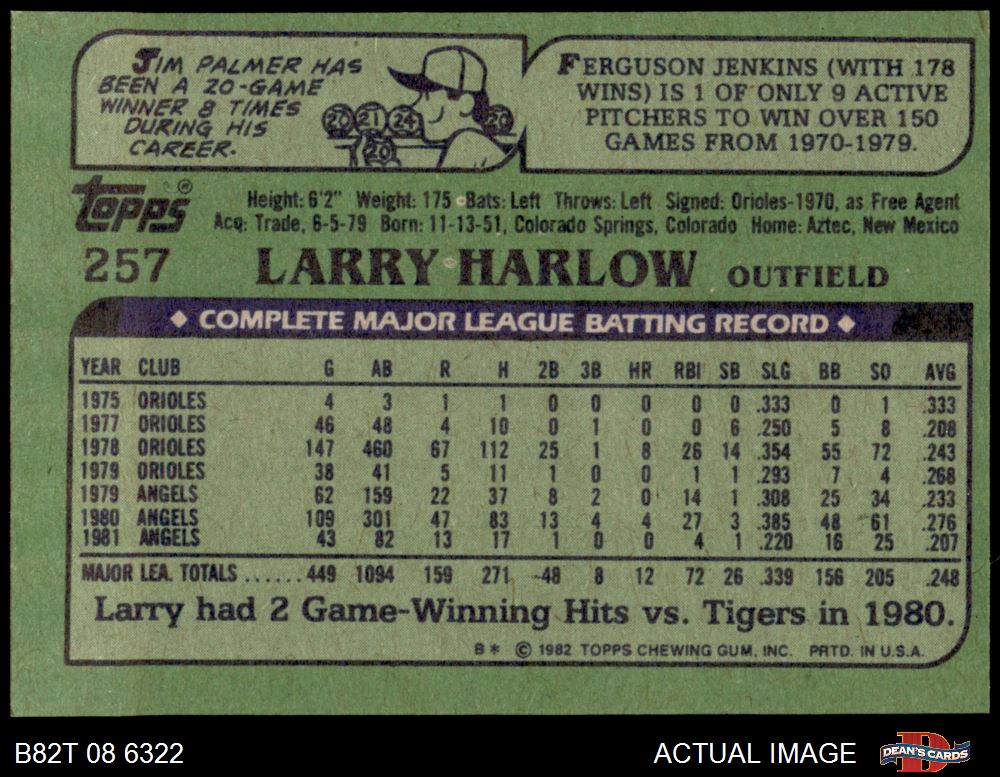 JIM PALMER HAS
BEEN A 20-GAME
WINNER 8 TIMES
DURING HIS
CAREER.
20 21 24 20
20
FERGUSON JENKINS (WITH 178
WINS) IS 1 OF ONLY 9 ACTIVE
PITCHERS TO WIN OVER 150
GAMES FROM 1970-1979.
topps®
Height: 6'2" Weight: 175 Bats: Left Throws: Left Signed: Orioles-1970, as Free Agent
Acq: Trade, 6-5-79 Born: 11-13-51, Colorado Springs, Colorado Home: Aztec, New Mexico
257 LARRY HARLOW OUTFIELD
◆ COMPLETE MAJOR LEAGUE BATTING RECORD ◆
YEAR CLUB G AB R H 2B 3B HR RBI SB SLG BB SO AVG
1975 ORIOLES 4 3 1 1 0 0 0 0 0 .333 0 1 .333
1977 ORIOLES 46 48 4 10 0 1 0 0 6 .250 5 8 .208
1978 ORIOLES 147 460 67 112 25 1 8 26 14 .354 55 72 .243
1979 ORIOLES 38 41 5 11 1 0 0 1 1 .293 7 4 .268
1979 ANGELS 62 159 22 37 8 2 0 14 1 .308 25 34 .233
1980 ANGELS 109 301 47 83 13 4 4 27 3 .385 48 61 .276
1981 ANGELS 43 82 13 17 1 0 0 4 1 .220 16 25 .207
MAJOR LEA. TOTALS ......449 1094 159 271 48 8 12 72 26 .339 156 205 .248
Larry had 2 Game-Winning Hits vs. Tigers in 1980.
B* © 1982 TOPPS CHEWING GUM, INC. PRTD. IN U.S.A.
B82T 08 6322 ACTUAL IMAGE DEAN'S CARDS